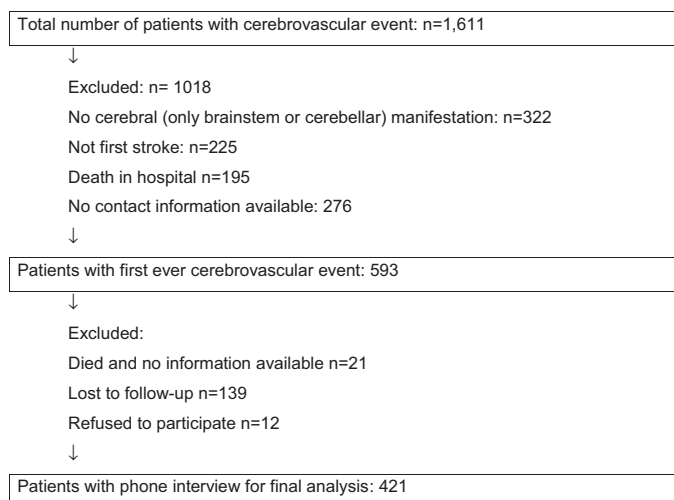 Total number of patients with cerebrovascular event: n=1,611
↓
Excluded: n= 1018
No cerebral (only brainstem or cerebellar) manifestation: n=322
Not first stroke: n=225
Death in hospital n=195
No contact information available: 276
↓
Patients with first ever cerebrovascular event: 593
↓
Excluded:
Died and no information available n=21
Lost to follow-up n=139
Refused to participate n=12
↓
Patients with phone interview for final analysis: 421